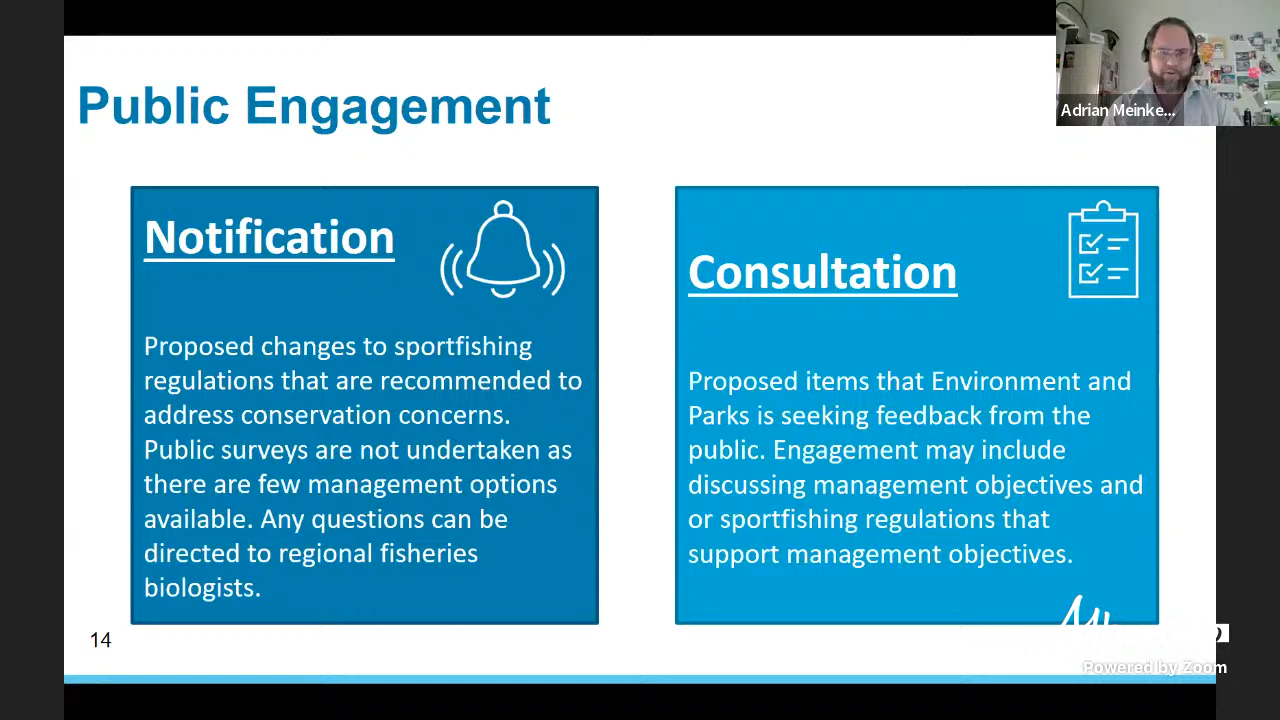 Public Engagement
Adrian Meinke...
Notification
Proposed changes to sportfishing
regulations that are recommended to
address conservation concerns.
Public surveys are not undertaken as
there are few management options
available. Any questions can be
directed to regional fisheries
biologists.
Consultation
Proposed items that Environment and
Parks is seeking feedback from the
public. Engagement may include
discussing management objectives and
or sportfishing regulations that
support management objectives.
14
Powered by Zoom